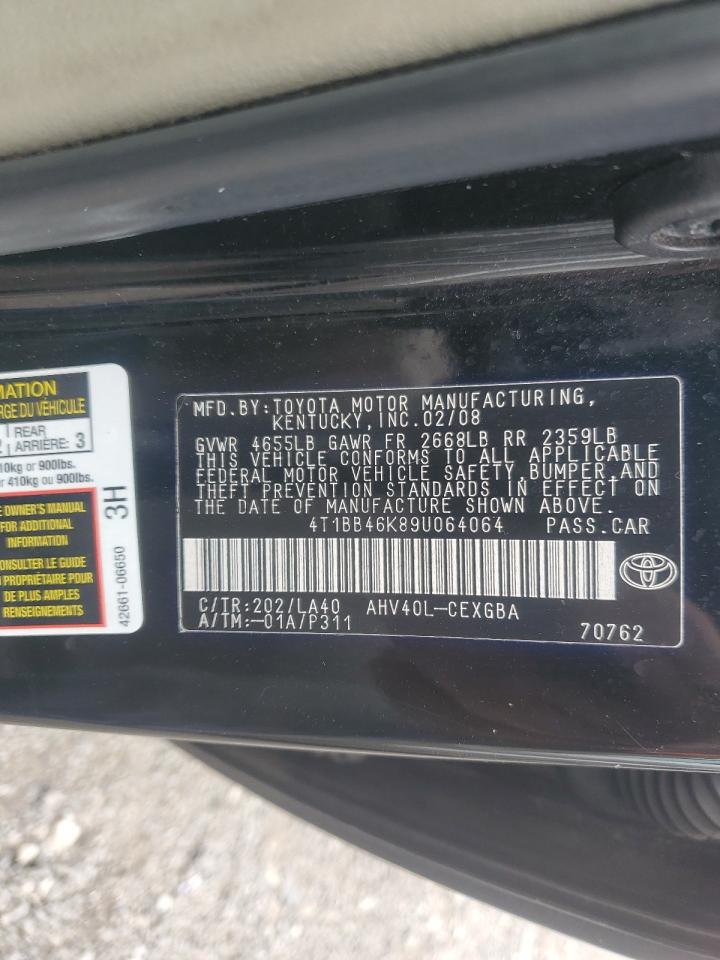 MATION
RGE DU VÉHICULE
REAR
ARRIÈRE: 3
10kg or 900lbs.
r 410kg ou 900lbs.
OWNER'S MANUAL
FOR ADDITIONAL
ONSULT LE GUIDE
PROPRIÉTAIRE POUR
DE PLUS AMPLES
RENSEIGNEMENTS
3H
42661-06650
MFD.BY:TOYOTA MOTOR MANUFACTURING,
KENTUCKY,INC.02/08
GVWR 4655LB GAWR FR 2668LB RR 2359LB
THIS VEHICLE CONFORMS TO ALL APPLICABLE
FEDERAL MOTOR VEHICLE SAFETY,BUMPER,AND
THEFT PREVENTION STANDARDS IN EFFECT ON
THE DATE OF MANUFACTURE SHOWN ABOVE.
4T1BB46K89U064064 PASS.CAR
C/TR:202/LA40 AHV40L-CEXGBA
A/TM:-01A/P311
70762